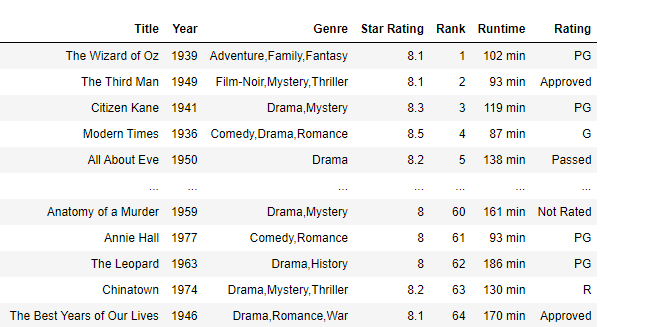 Title Year Genre Star Rating Rank Runtime Rating
The Wizard of Oz 1939 Adventure,Family,Fantasy 8.1 1 102 min PG
The Third Man 1949 Film-Noir,Mystery,Thriller 8.1 2 93 min Approved
Citizen Kane 1941 Drama,Mystery 8.3 3 119 min PG
Modern Times 1936 Comedy,Drama,Romance 8.5 4 87 min G
All About Eve 1950 Drama 8.2 5 138 min Passed
... ... ... ... ... ... ...
Anatomy of a Murder 1959 Drama,Mystery 8 60 161 min Not Rated
Annie Hall 1977 Comedy,Romance 8 61 93 min PG
The Leopard 1963 Drama,History 8 62 186 min PG
Chinatown 1974 Drama,Mystery,Thriller 8.2 63 130 min R
The Best Years of Our Lives 1946 Drama,Romance,War 8.1 64 170 min Approved